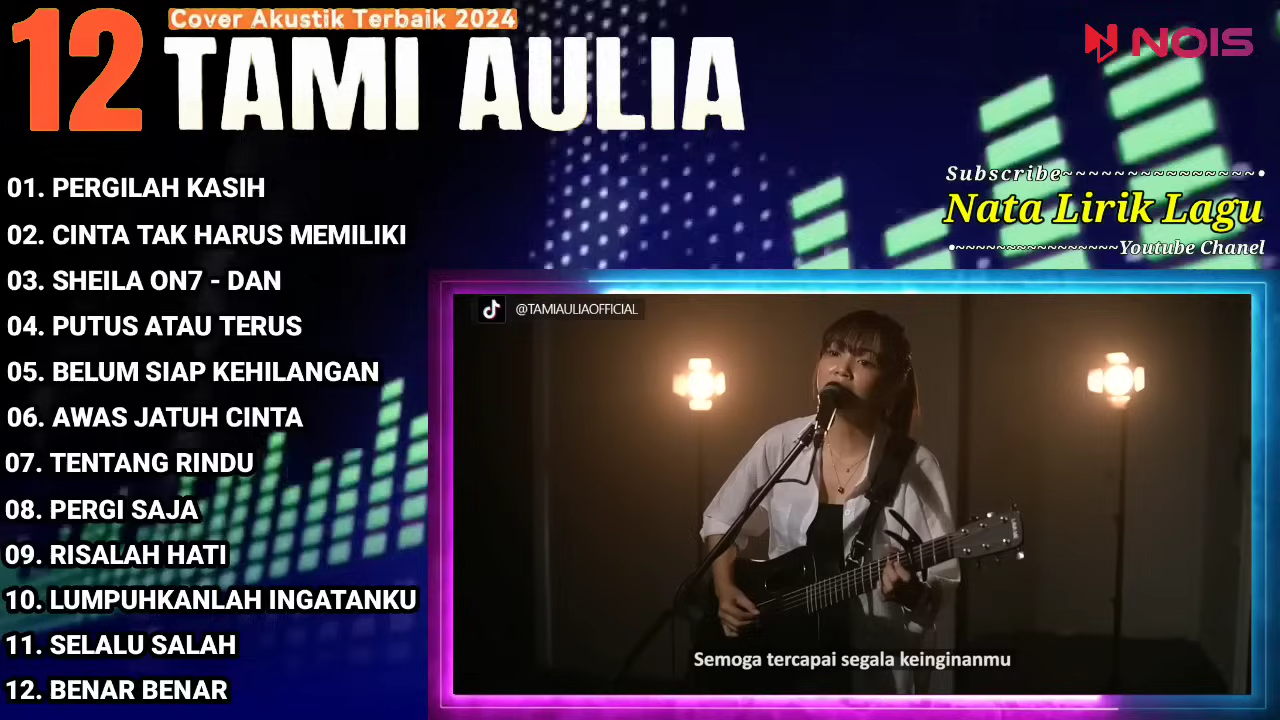 12
Cover Akustik Terbaik 2024
TAMI AULIA
NOIS
Subscribe~~~~~~~~~~~~~~~•
Nata Lirik Lagu
•~~~~~~~~~~~~~~~~Youtube Chanel
01. PERGILAH KASIH
02. CINTA TAK HARUS MEMILIKI
03. SHEILA ON7 - DAN
04. PUTUS ATAU TERUS
05. BELUM SIAP KEHILANGAN
06. AWAS JATUH CINTA
07. TENTANG RINDU
08. PERGI SAJA
09. RISALAH HATI
10. LUMPUHKANLAH INGATANKU
11. SELALU SALAH
12. BENAR BENAR
@TAMIAULIAOFFICIAL
Semoga tercapai segala keinginanmu